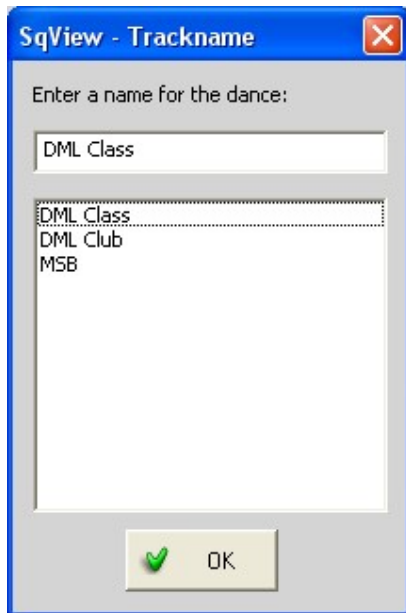 SqView - Trackname
Enter a name for the dance:
DML Class
DML Class
DML Club
MSB
OK